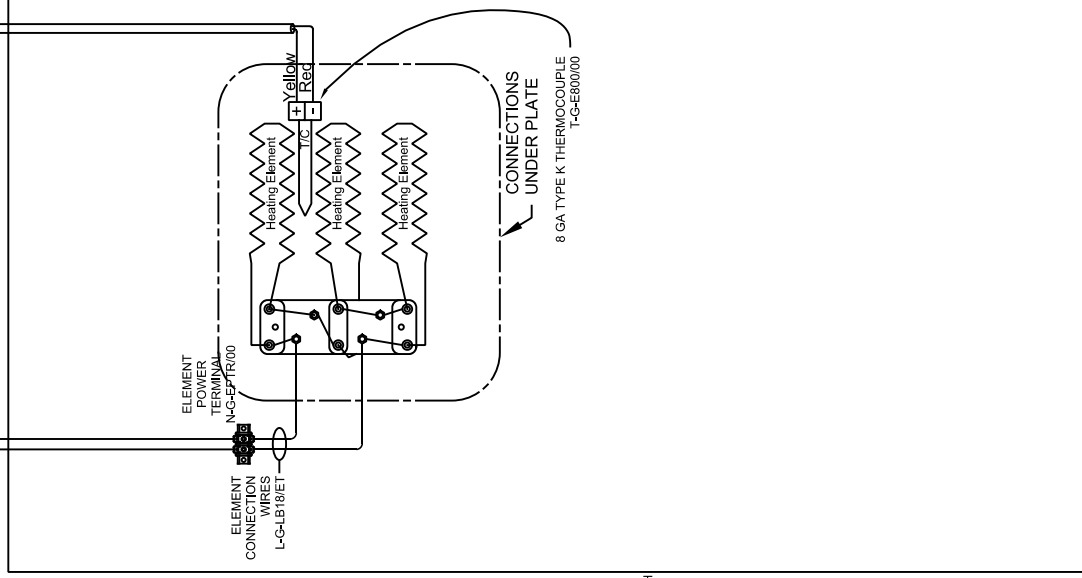 Yellow
Red
+
-
T/C
Heating Element
Heating Element
Heating Element
CONNECTIONS
UNDER PLATE
8 GA TYPE K THERMOCOUPLE
T-G-E800/00
ELEMENT
POWER
TERMINAL
N-G-EPTR/00
ELEMENT
CONNECTION
WIRES
L-G-LB18/ET